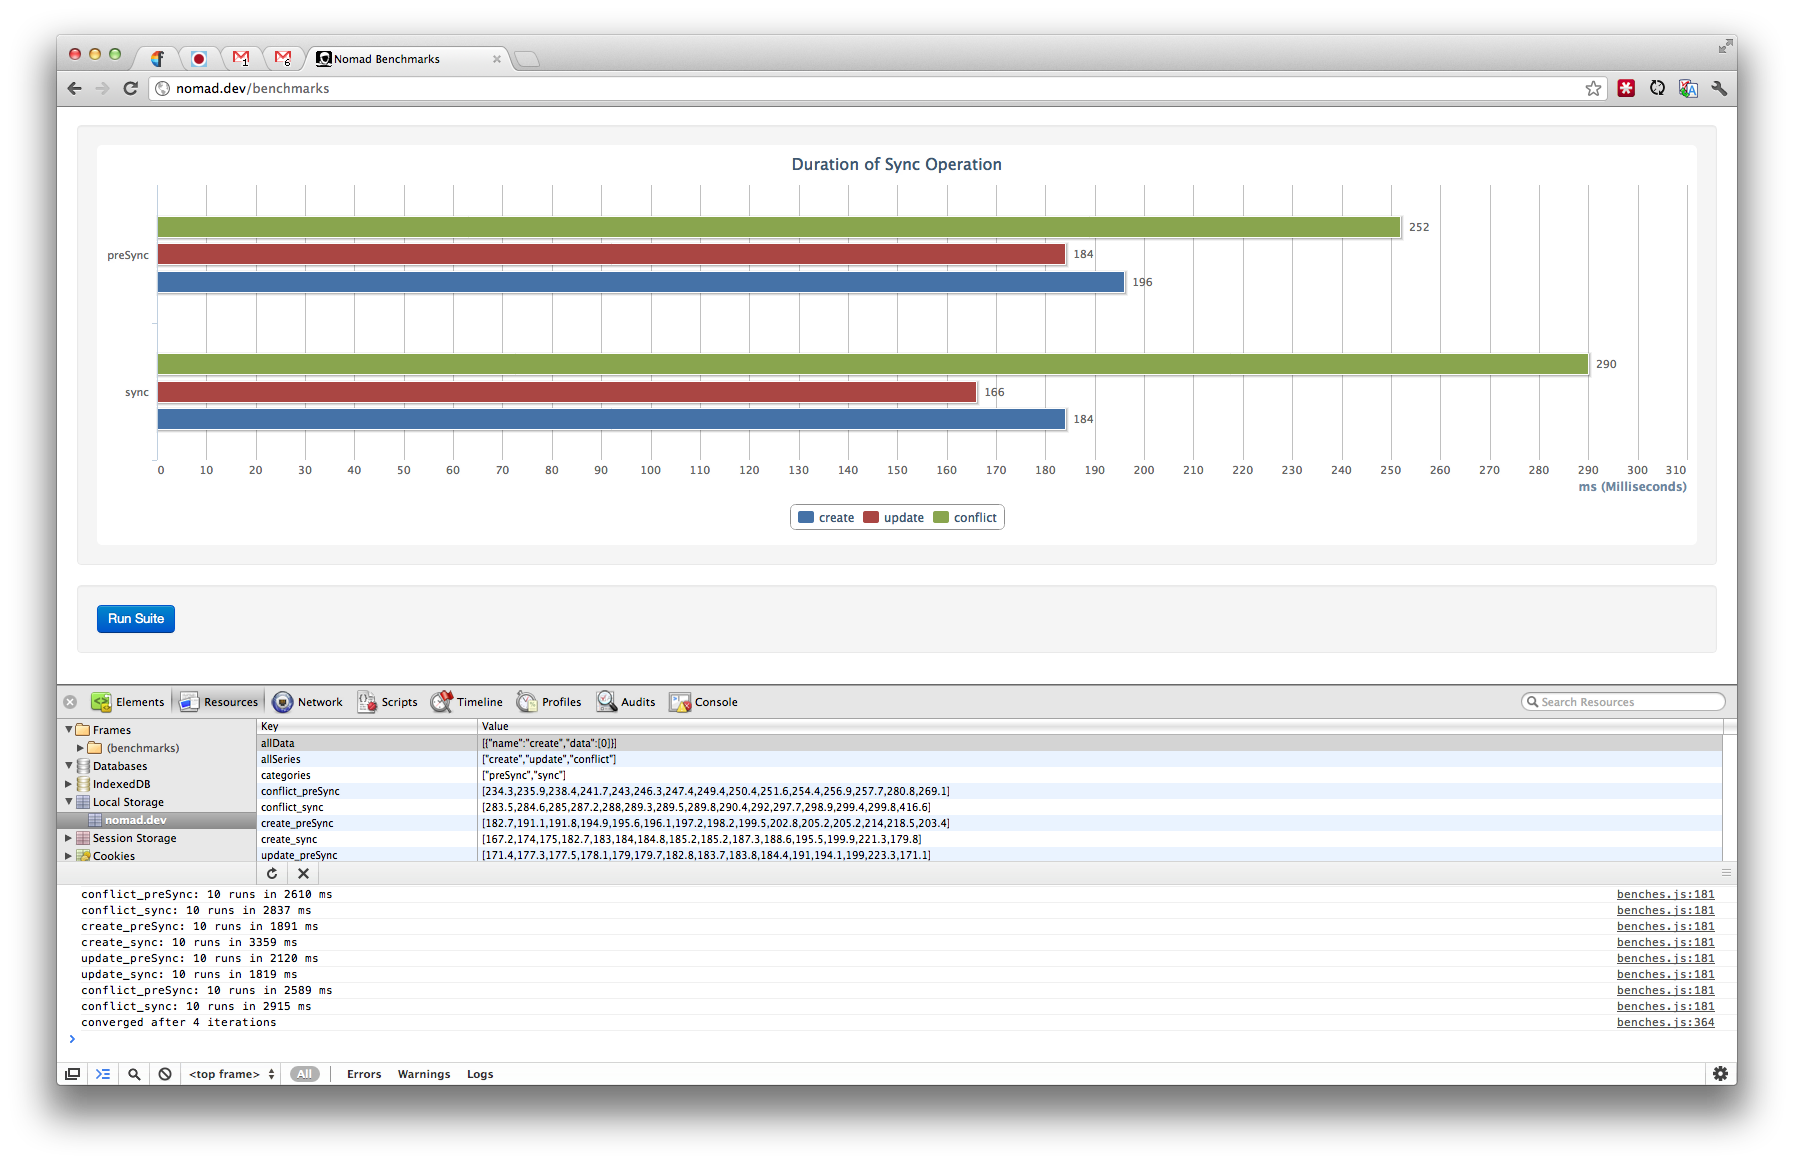 1
6
Nomad Benchmarks
nomad.dev/benchmarks
Duration of Sync Operation
252
preSync
184
196
290
sync
166
184
0 10 20 30 40 50 60 70 80 90 100 110 120 130 140 150 160 170 180 190 200 210 220 230 240 250 260 270 280 290 300 310
ms (Milliseconds)
create update conflict
Run Suite
Elements Resources Network Scripts Timeline Profiles Audits Console Search Resources
Frames
(benchmarks)
Databases
IndexedDB
Local Storage
nomad.dev
Session Storage
Cookies
Key Value
allData [{"name":"create","data":[0]}]
allSeries ["create","update","conflict"]
categories ["preSync","sync"]
conflict_preSync [234.3,235.9,238.4,241.7,243,246.3,247.4,249.4,250.4,251.6,254.4,256.9,257.7,280.8,269.1]
conflict_sync [283.5,284.6,285,287.2,288,289.3,289.5,289.8,290.4,292,297.7,298.9,299.4,299.8,416.6]
create_preSync [182.7,191.1,191.8,194.9,195.6,196.1,197.2,198.2,199.5,202.8,205.2,205.2,214,218.5,203.4]
create_sync [167.2,174,175,182.7,183,184,184.8,185.2,185.2,187.3,188.6,195.5,199.9,221.3,179.8]
update_preSync [171.4,177.3,177.5,178.1,179,179.7,182.8,183.7,183.8,184.4,191,194.1,199,223.3,171.1]
conflict_preSync: 10 runs in 2610 ms benches.js:181
conflict_sync: 10 runs in 2837 ms benches.js:181
create_preSync: 10 runs in 1891 ms benches.js:181
create_sync: 10 runs in 3359 ms benches.js:181
update_preSync: 10 runs in 2120 ms benches.js:181
update_sync: 10 runs in 1819 ms benches.js:181
conflict_preSync: 10 runs in 2589 ms benches.js:181
conflict_sync: 10 runs in 2915 ms benches.js:181
converged after 4 iterations benches.js:364
<top frame> All Errors Warnings Logs